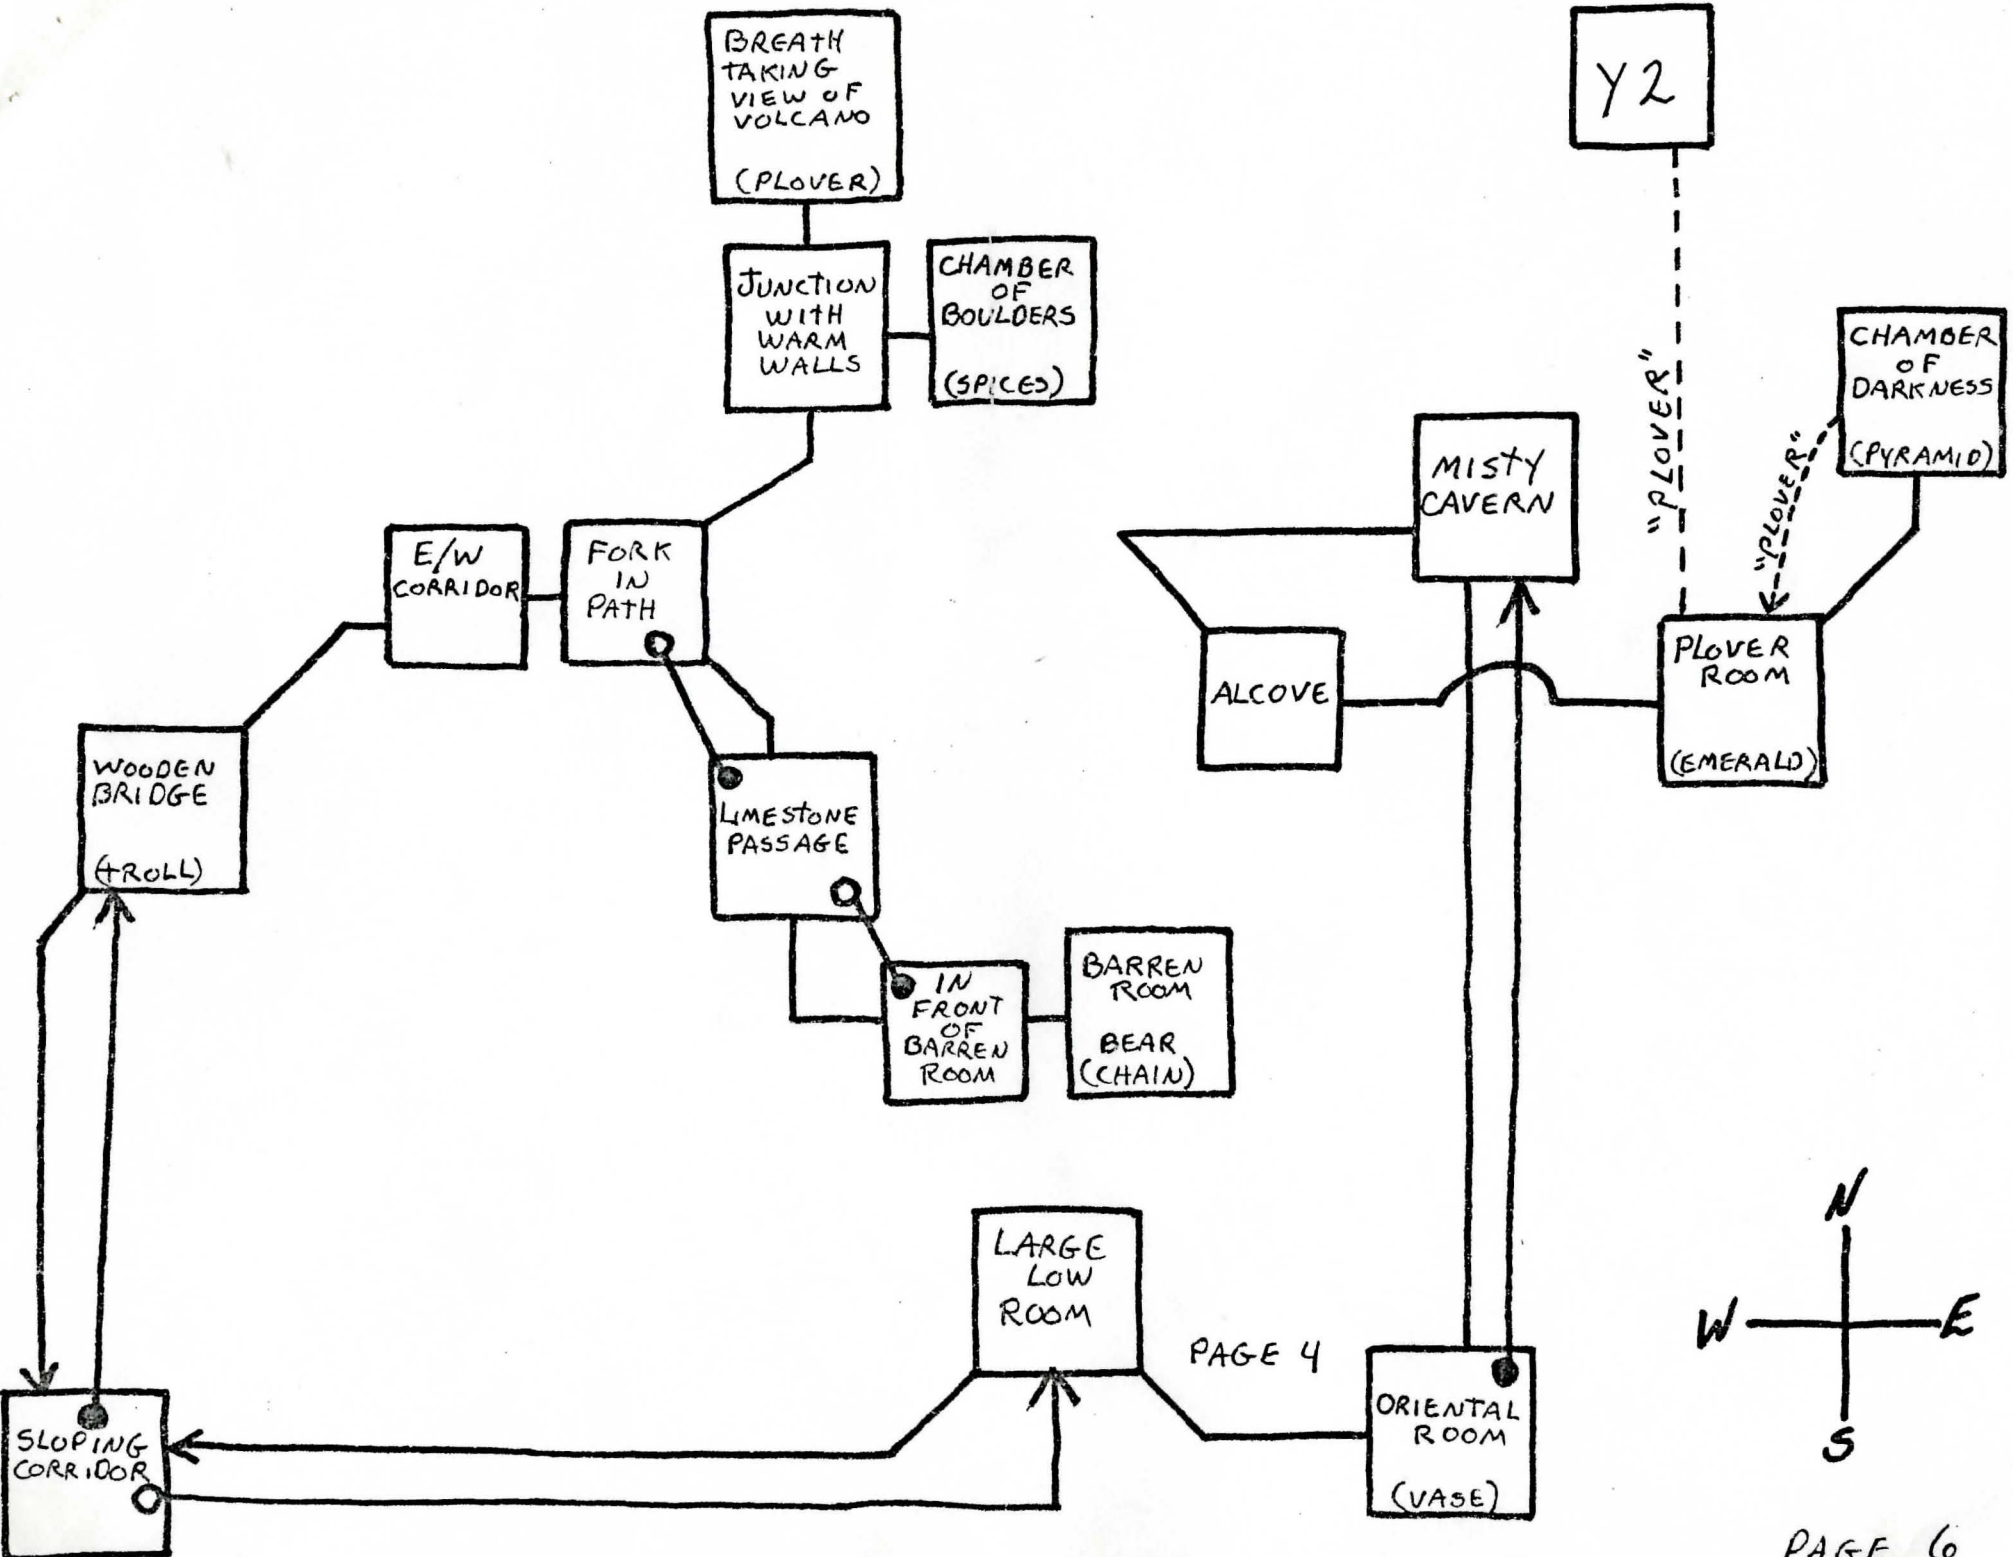 BREATH
TAKING
VIEW OF
VOLCANO
(PLOVER)
Y2
JUNCTION
WITH
WARM
WALLS
CHAMBER
OF
BOULDERS
(SPICES)
"PLOVER"
CHAMBER
OF
DARKNESS
(PYRAMID)
"PLOVER"
MISTY
CAVERN
E/W
CORRIDOR
FORK
IN
PATH
ALCOVE
PLOVER
ROOM
(EMERALD)
WOODEN
BRIDGE
(TROLL)
LIMESTONE
PASSAGE
IN
FRONT
OF
BARREN
ROOM
BARREN
ROOM
BEAR
(CHAIN)
LARGE
LOW
ROOM
PAGE 4
N
W
E
S
SLOPING
CORRIDOR
ORIENTAL
ROOM
(VASE)
PAGE 6